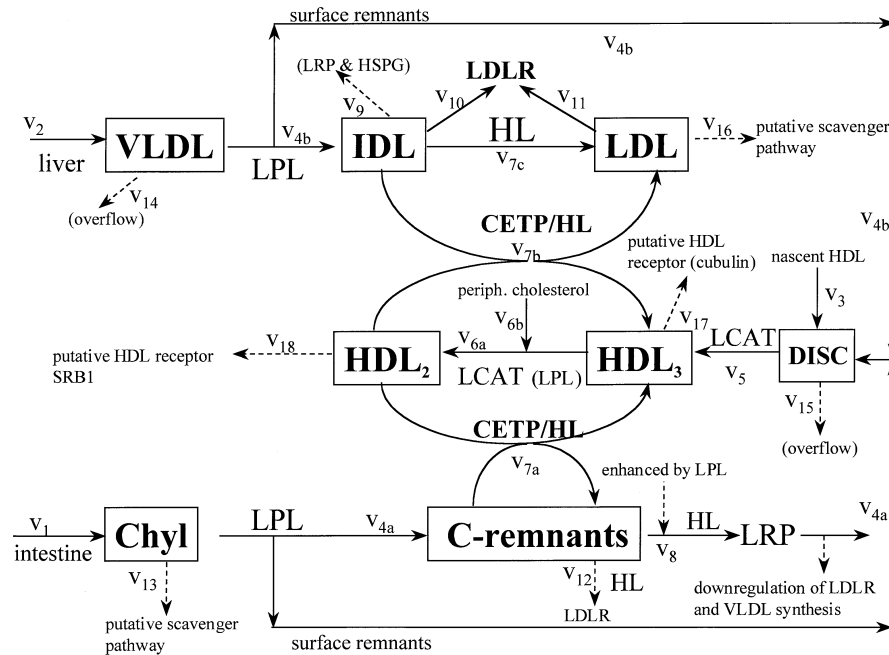 surface remnants
v4b
(LRP & HSPG)
LDLR
v9
v10
v11
v2
VLDL
v4b
IDL
HL
LDL
v16
putative scavenger
pathway
liver
LPL
v7c
v14
(overflow)
CETP/HL
v7b
v4b
putative HDL
receptor (cubulin)
nascent HDL
periph. cholesterol
v3
v6b
v17
v18
v6a
LCAT
putative HDL receptor
SRB1
HDL2
HDL3
DISC
LCAT (LPL)
v5
v15
CETP/HL
(overflow)
v7a
enhanced by LPL
v1
LPL
v4a
HL
v4a
Chyl
C-remnants
LRP
intestine
v8
v13
v12
HL
downregulation of LDLR
and VLDL synthesis
putative scavenger
pathway
LDLR
surface remnants